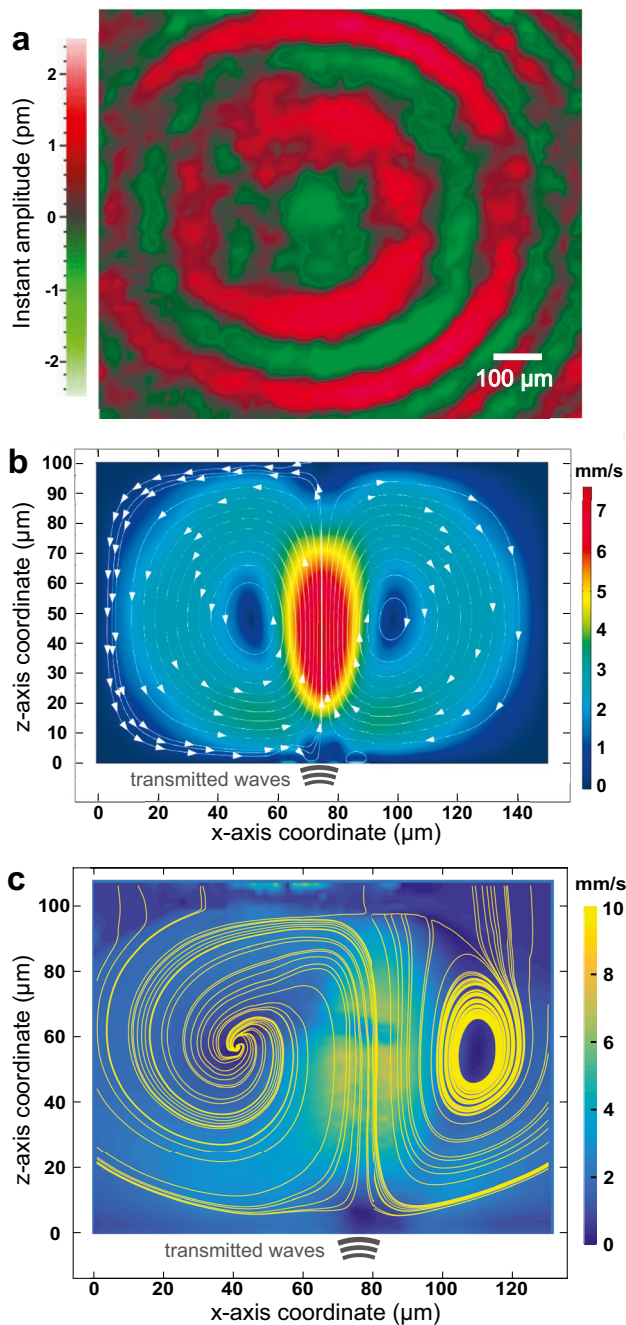 a
Instant amplitude (pm)
2
1
0
-1
-2
100 µm
b
z-axis coordinate (µm)
100
90
80
70
60
50
40
30
20
10
0
transmitted waves
0 20 40 60 80 100 120 140
x-axis coordinate (µm)
mm/s
7
6
5
4
3
2
1
0
c
z-axis coordinate (µm)
100
80
60
40
20
0
transmitted waves
0 20 40 60 80 100 120
x-axis coordinate (µm)
mm/s
10
8
6
4
2
0